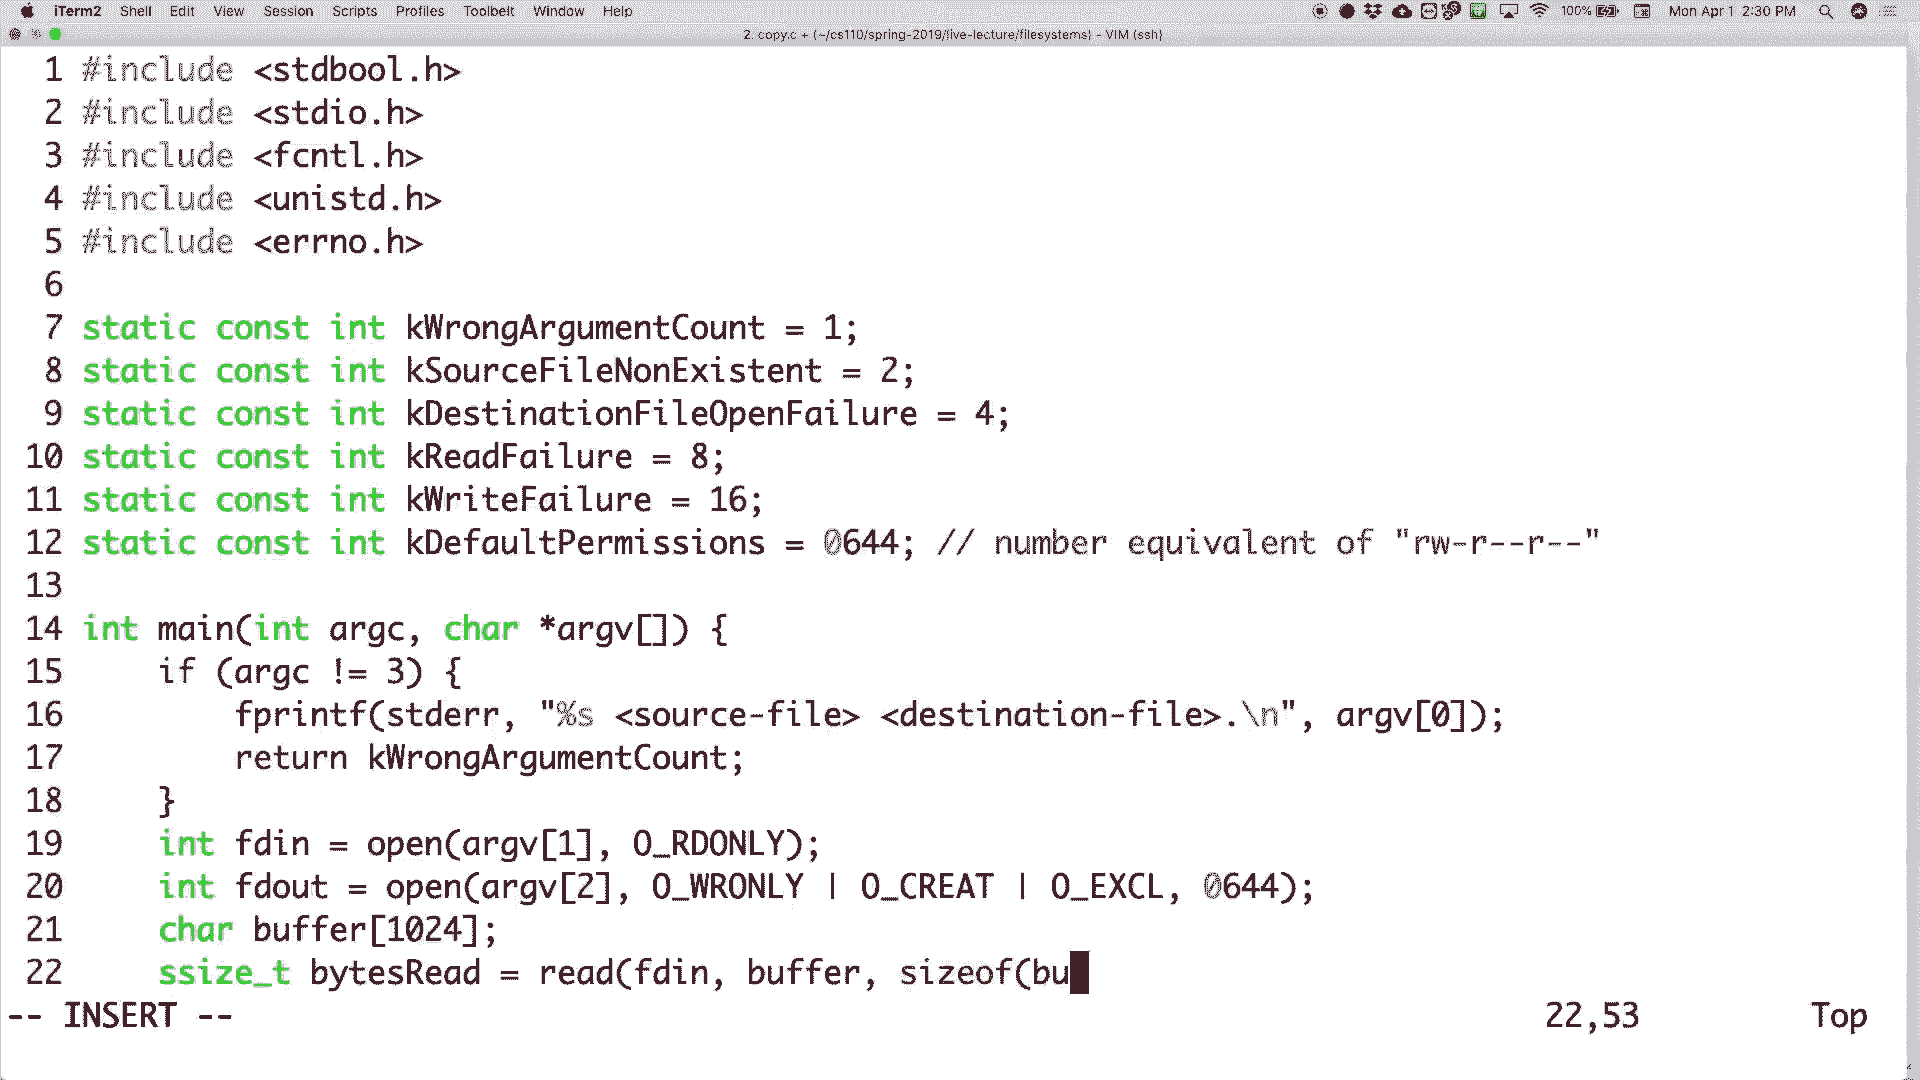 iTerm2 Shell Edit View Session Scripts Profiles Toolbelt Window Help 100% Mon Apr 1 2:30 PM
2. copy.c + (~/cs110/spring-2019/live-lecture/filesystems) - VIM (ssh)
1 #include <stdbool.h>
2 #include <stdio.h>
3 #include <fcntl.h>
4 #include <unistd.h>
5 #include <errno.h>
6
7 static const int kWrongArgumentCount = 1;
8 static const int kSourceFileNonExistent = 2;
9 static const int kDestinationFileOpenFailure = 4;
10 static const int kReadFailure = 8;
11 static const int kWriteFailure = 16;
12 static const int kDefaultPermissions = 0644; // number equivalent of "rw-r--r--"
13
14 int main(int argc, char *argv[]) {
15     if (argc != 3) {
16         fprintf(stderr, "%s <source-file> <destination-file>.\n", argv[0]);
17         return kWrongArgumentCount;
18     }
19     int fdin = open(argv[1], O_RDONLY);
20     int fdout = open(argv[2], O_WRONLY | O_CREAT | O_EXCL, 0644);
21     char buffer[1024];
22     ssize_t bytesRead = read(fdin, buffer, sizeof(bu
-- INSERT -- 22,53 Top